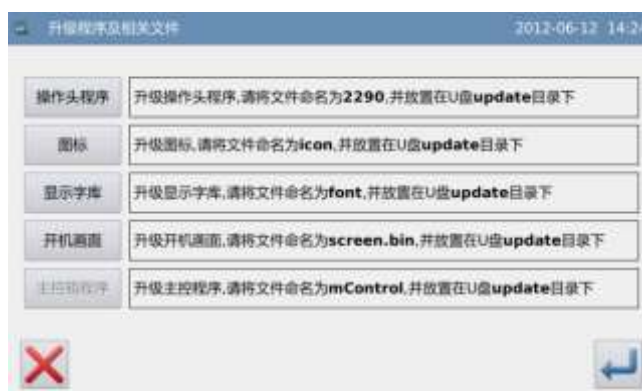 升级程序及相关文件 2012-06-12 14:24
操作头程序 升级操作头程序,请将文件命名为2290,并放置在U盘update目录下
图标 升级图标,请将文件命名为icon,并放置在U盘update目录下
显示字库 升级显示字库,请将文件命名为font,并放置在U盘update目录下
开机画面 升级开机画面,请将文件命名为screen.bin,并放置在U盘update目录下
主控箱程序 升级主控程序,请将文件命名为mControl,并放置在U盘update目录下